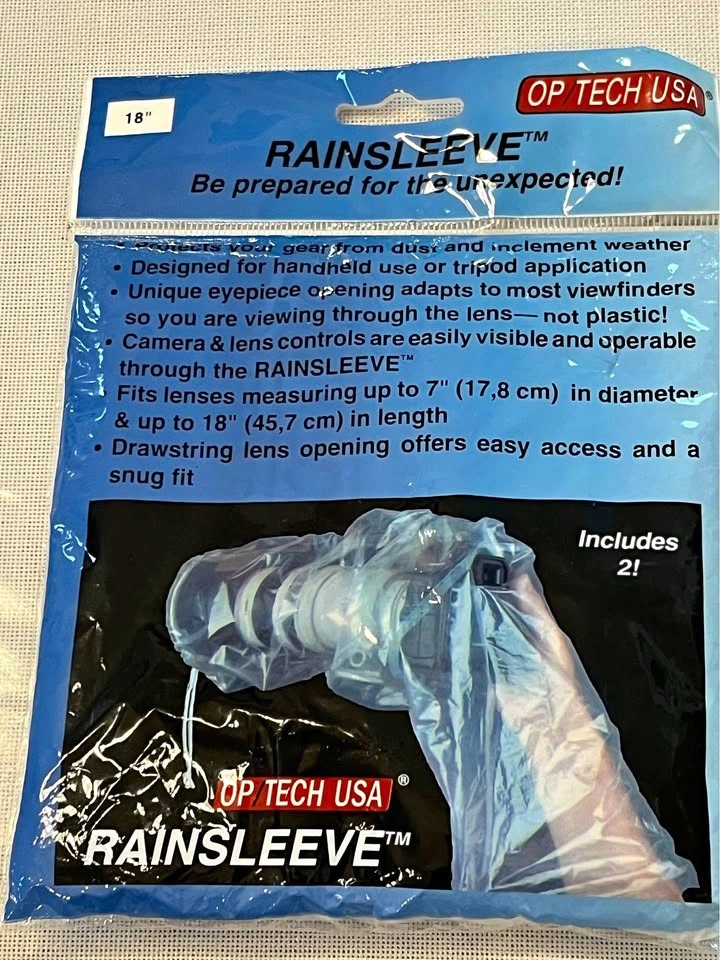 18"
OP/TECH USA®
RAINSLEEVE™
Be prepared for the unexpected!
• Protects your gear from dust and inclement weather
• Designed for handheld use or tripod application
• Unique eyepiece opening adapts to most viewfinders
so you are viewing through the lens—not plastic!
• Camera & lens controls are easily visible and operable
through the RAINSLEEVE™
• Fits lenses measuring up to 7" (17,8 cm) in diameter
& up to 18" (45,7 cm) in length
• Drawstring lens opening offers easy access and a
snug fit
Includes
2!
OP/TECH USA®
RAINSLEEVE™